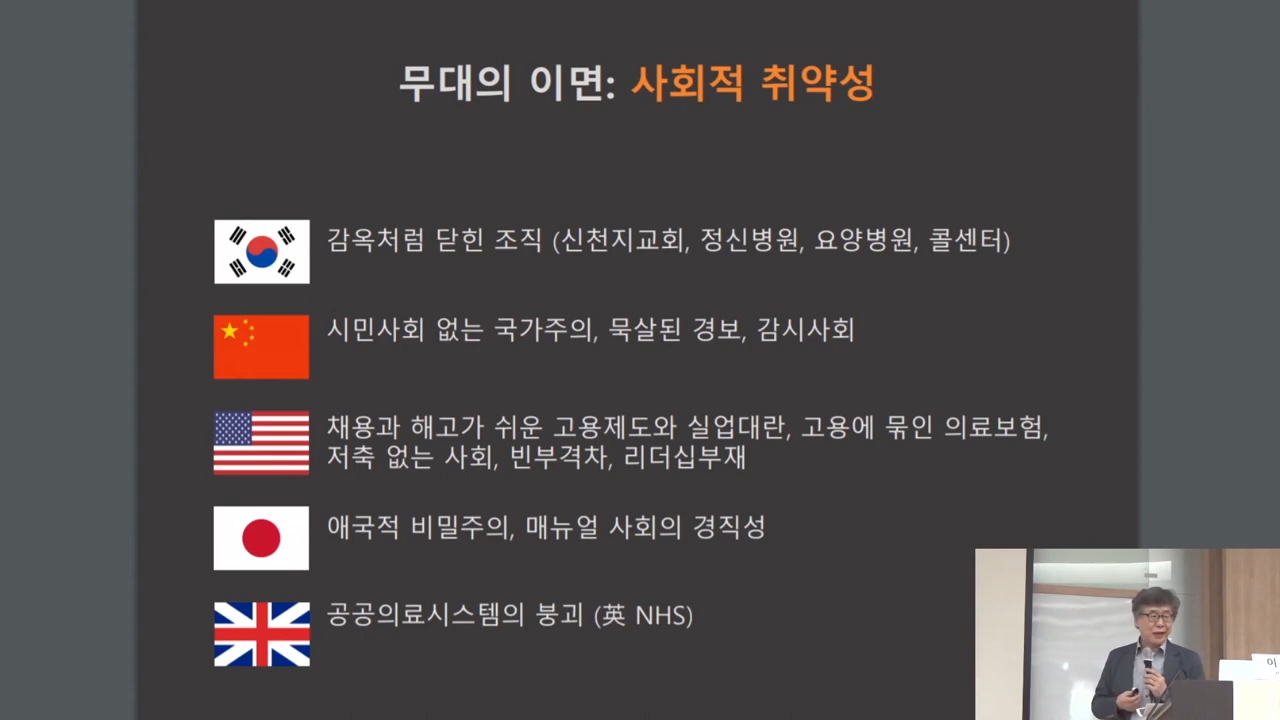 무대의 이면: 사회적 취약성
감옥처럼 닫힌 조직 (신천지교회, 정신병원, 요양병원, 콜센터)
시민사회 없는 국가주의, 묵살된 경보, 감시사회
채용과 해고가 쉬운 고용제도와 실업대란, 고용에 묶인 의료보험,
저축 없는 사회, 빈부격차, 리더십부재
애국적 비밀주의, 매뉴얼 사회의 경직성
공공의료시스템의 붕괴 (英 NHS)
이